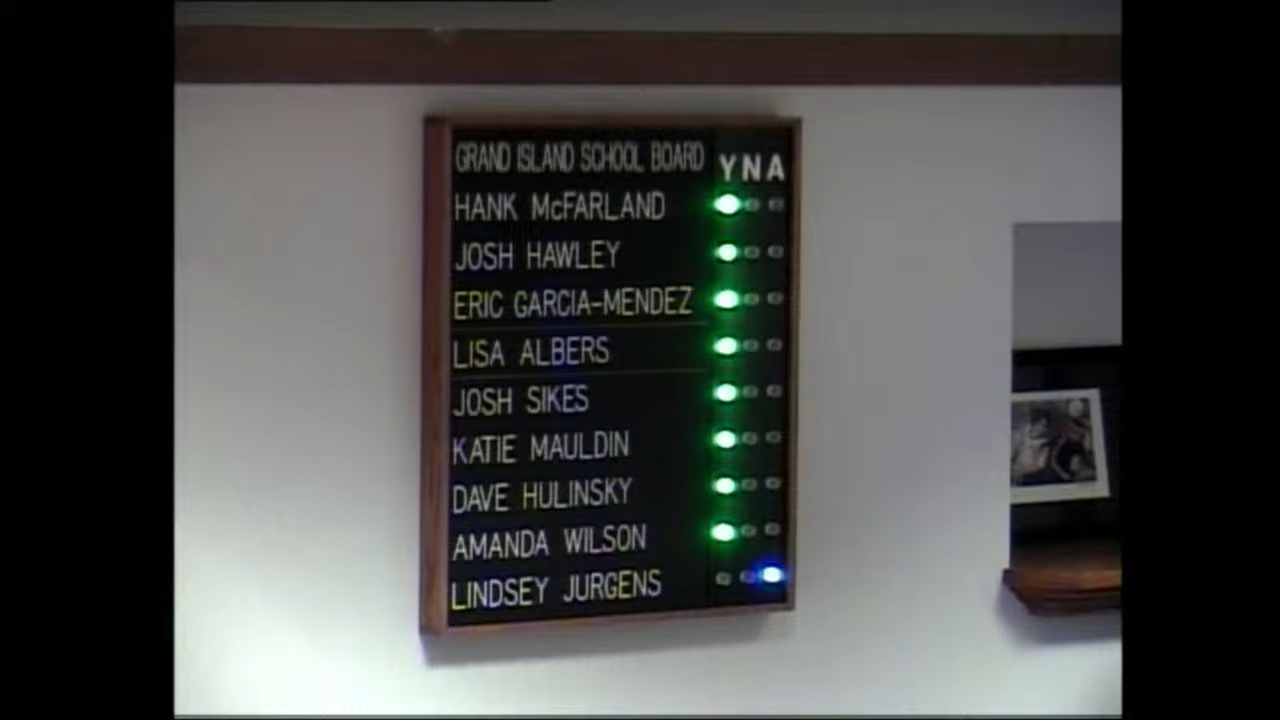 GRAND ISLAND SCHOOL BOARD Y N A
HANK McFARLAND
JOSH HAWLEY
ERIC GARCIA-MENDEZ
LISA ALBERS
JOSH SIKES
KATIE MAULDIN
DAVE HULINSKY
AMANDA WILSON
LINDSEY JURGENS